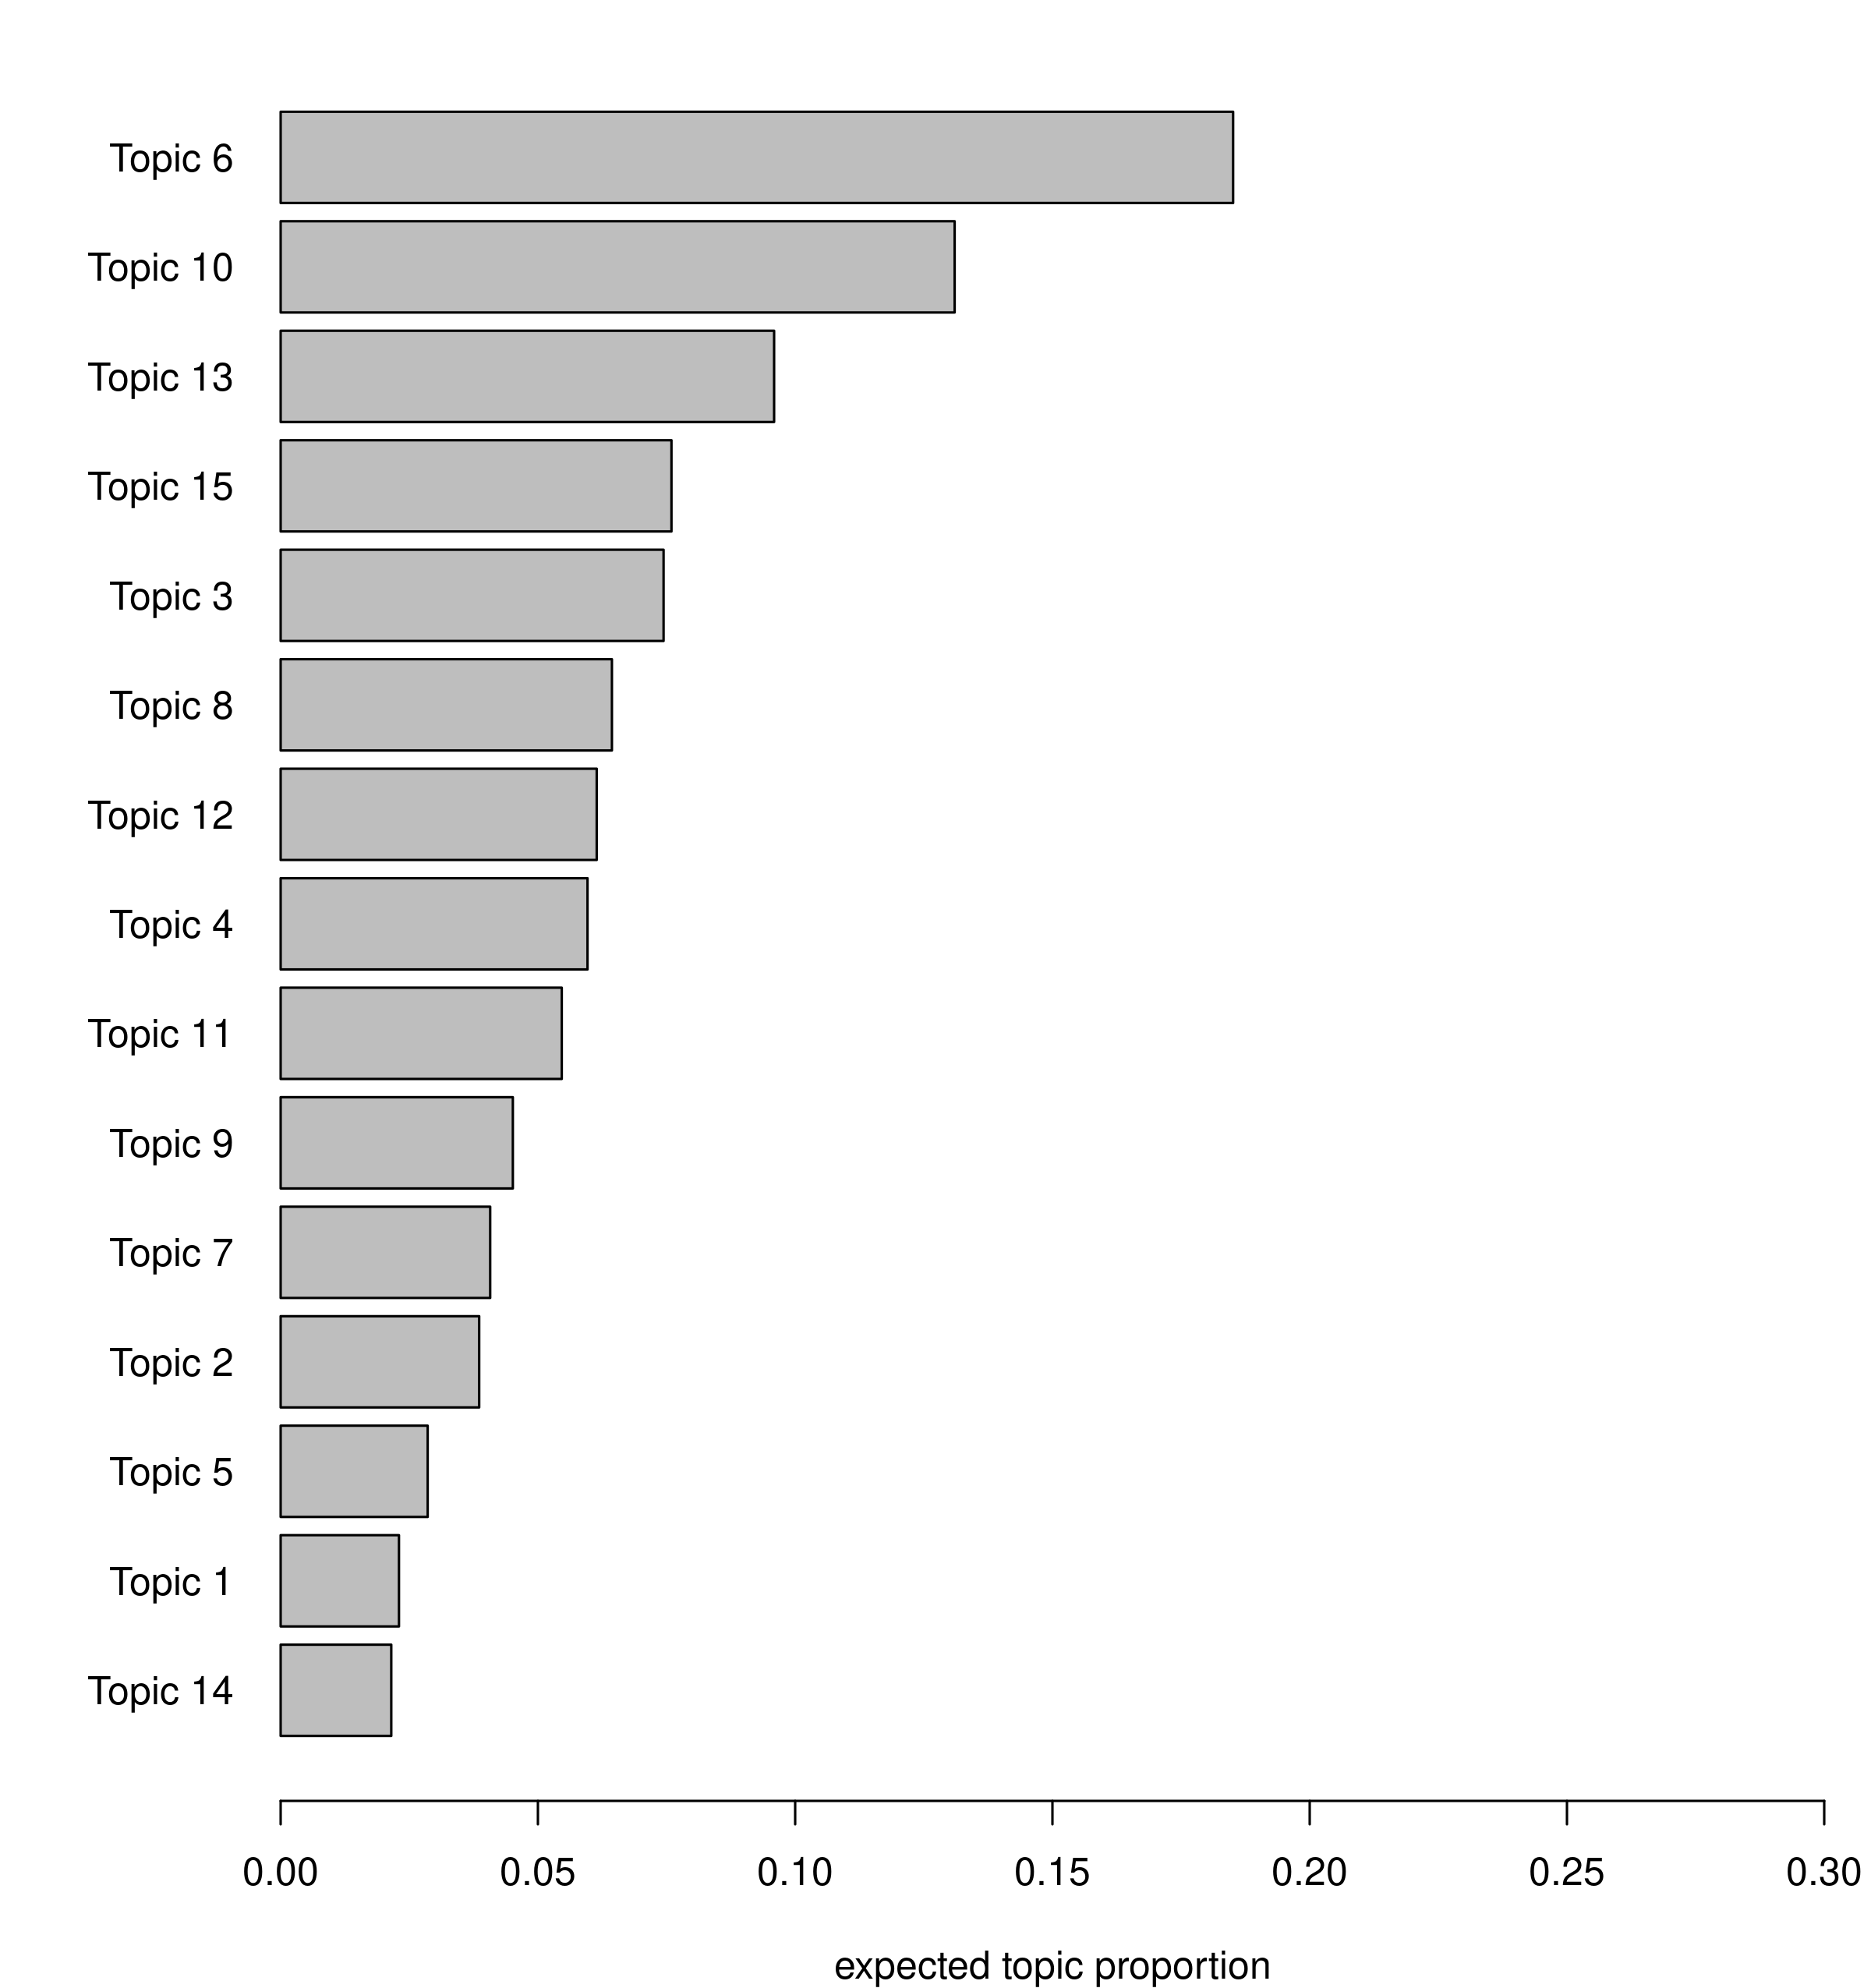 Topic 6
Topic 10
Topic 13
Topic 15
Topic 3
Topic 8
Topic 12
Topic 4
Topic 11
Topic 9
Topic 7
Topic 2
Topic 5
Topic 1
Topic 14
0.00 0.05 0.10 0.15 0.20 0.25 0.30
expected topic proportion